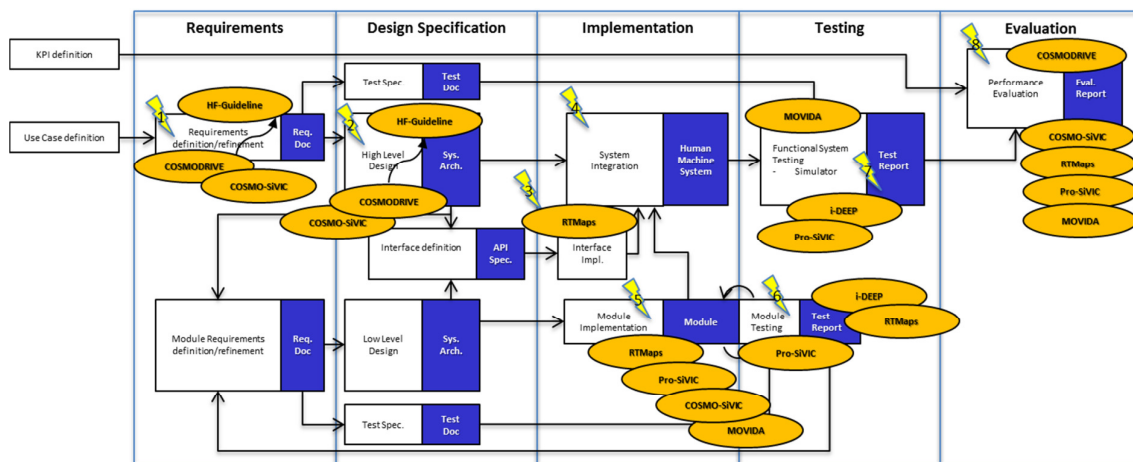 Requirements
Design Specification
Implementation
Testing
Evaluation
KPI definition
Use Case definition
1
HF-Guideline
Requirements
definition/refinement
Req.
Doc
COSMODRIVE
COSMO-SiVIC
Test Spec.
Test
Doc
2
HF-Guideline
High Level
Design
Sys.
Arch.
COSMODRIVE
COSMO-SiVIC
Interface definition
API
Spec.
3
RTMaps
Interface
Impl.
4
System
Integration
Human
Machine
System
MOVIDA
Functional System
Testing
- Simulator
7
Test
Report
i-DEEP
Pro-SiVIC
8
COSMODRIVE
Performance
Evaluation
Eval.
Report
COSMO-SiVIC
RTMaps
Pro-SiVIC
MOVIDA
Module Requirements
definition/refinement
Req.
Doc
Low Level
Design
Sys.
Arch.
Test Spec.
Test
Doc
5
Module
Implementation
Module
RTMaps
Pro-SiVIC
COSMO-SiVIC
MOVIDA
6
Module
Testing
Test
Report
i-DEEP
RTMaps
Pro-SiVIC